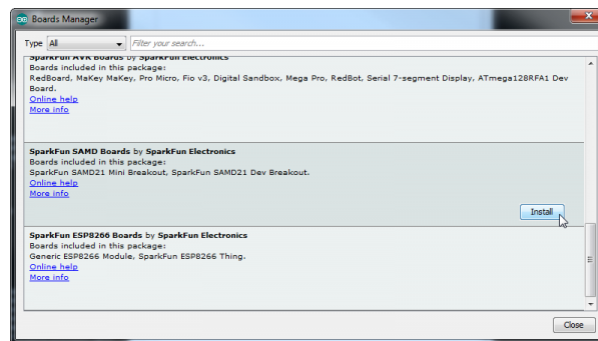 Boards Manager
Type All Filter your search...
SparkFun AVR Boards by SparkFun Electronics
Boards included in this package:
RedBoard, MaKey MaKey, Pro Micro, Fio v3, Digital Sandbox, Mega Pro, RedBot, Serial 7-segment Display, ATmega128RFA1 Dev
Board.
Online help
More info
SparkFun SAMD Boards by SparkFun Electronics
Boards included in this package:
SparkFun SAMD21 Mini Breakout, SparkFun SAMD21 Dev Breakout.
Online help
More info
Install
SparkFun ESP8266 Boards by SparkFun Electronics
Boards included in this package:
Generic ESP8266 Module, SparkFun ESP8266 Thing.
Online help
More info
Close